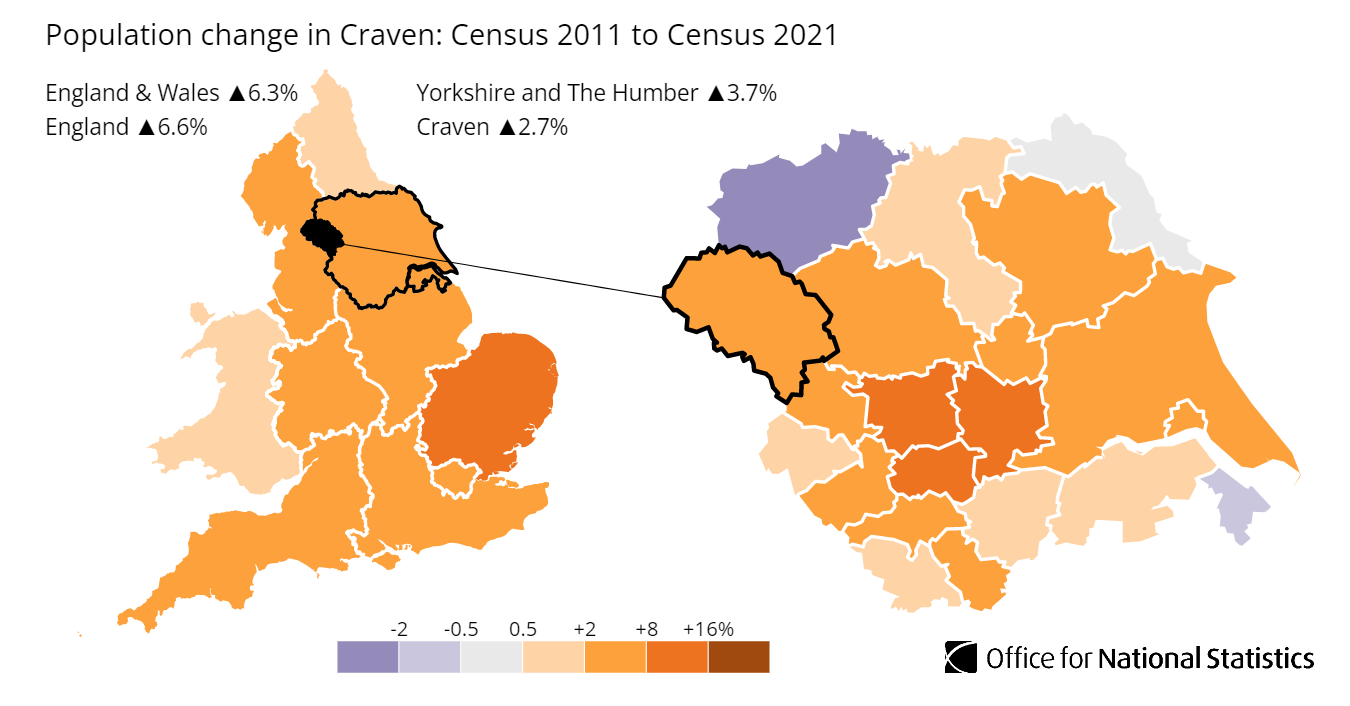 Population change in Craven: Census 2011 to Census 2021
England & Wales ▲6.3%
Yorkshire and The Humber ▲3.7%
England ▲6.6%
Craven ▲2.7%
-2 -0.5 0.5 +2 +8 +16%
Office for National Statistics